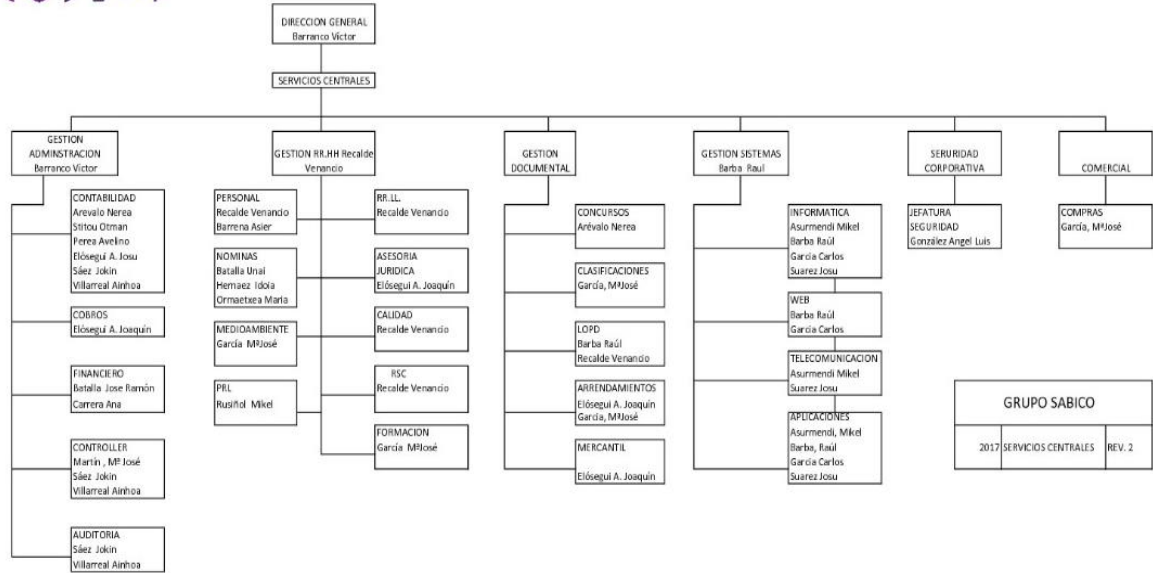 DIRECCION GENERAL
Barranco Víctor
SERVICIOS CENTRALES
GESTION
ADMINSTRACION
Barranco Víctor
CONTABILIDAD
Arevalo Nerea
Stitou Otman
Perea Avelino
Elósegui A. Josu
Sáez Jokin
Villarreal Ainhoa
COBROS
Elósegui A. Joaquín
FINANCIERO
Batalla Jose Ramón
Carrera Ana
CONTROLLER
Martín , Mª José
Sáez Jokin
Villarreal Ainhoa
AUDITORIA
Sáez Jokin
Villarreal Ainhoa
GESTION RR.HH Recalde
Venancio
PERSONAL
Recalde Venancio
Barrena Asier
NOMINAS
Batalla Unai
Hernaez Idoia
Ormaetxea Maria
MEDIOAMBIENTE
García MªJosé
PRL
Rusiñol Mikel
RR.LL.
Recalde Venancio
ASESORIA
JURIDICA
Elósegui A. Joaquín
CALIDAD
Recalde Venancio
RSC
Recalde Venancio
FORMACION
García MªJosé
GESTION
DOCUMENTAL
CONCURSOS
Arévalo Nerea
CLASIFICACIONES
García, MªJosé
LOPD
Barba Raúl
Recalde Venancio
ARRENDAMIENTOS
Elósegui A. Joaquín
Garcia, MªJosé
MERCANTIL
Elósegui A. Joaquín
GESTION SISTEMAS
Barba Raul
INFORMATICA
Asurmendi Mikel
Barba Raúl
Garcia Carlos
Suarez Josu
WEB
Barba Raúl
Garcia Carlos
TELECOMUNICACION
Asurmendi Mikel
Suarez Josu
APLICACIONES
Asurmendi, Mikel
Barba, Raúl
Garcia Carlos
Suarez Josu
SERURIDAD
CORPORATIVA
JEFATURA
SEGURIDAD
González Angel Luis
COMERCIAL
COMPRAS
García, MªJosé
GRUPO SABICO
2017 SERVICIOS CENTRALES REV. 2